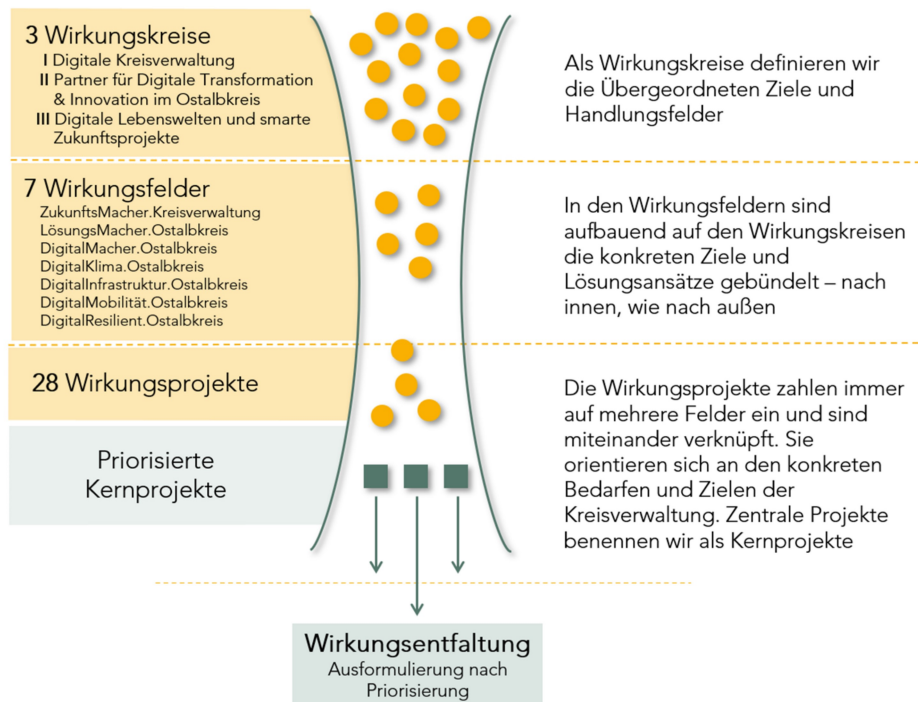 3 Wirkungskreise
I Digitale Kreisverwaltung
II Partner für Digitale Transformation
& Innovation im Ostalbkreis
III Digitale Lebenswelten und smarte
Zukunftsprojekte
Als Wirkungskreise definieren wir
die Übergeordneten Ziele und
Handlungsfelder
7 Wirkungsfelder
ZukunftsMacher.Kreisverwaltung
LösungsMacher.Ostalbkreis
DigitalMacher.Ostalbkreis
DigitalKlima.Ostalbkreis
DigitalInfrastruktur.Ostalbkreis
DigitalMobilität.Ostalbkreis
DigitalResilient.Ostalbkreis
In den Wirkungsfeldern sind
aufbauend auf den Wirkungskreisen
die konkreten Ziele und
Lösungsansätze gebündelt – nach
innen, wie nach außen
28 Wirkungsprojekte
Priorisierte
Kernprojekte
Die Wirkungsprojekte zahlen immer
auf mehrere Felder ein und sind
miteinander verknüpft. Sie
orientieren sich an den konkreten
Bedarfen und Zielen der
Kreisverwaltung. Zentrale Projekte
benennen wir als Kernprojekte
Wirkungsentfaltung
Ausformulierung nach
Priorisierung